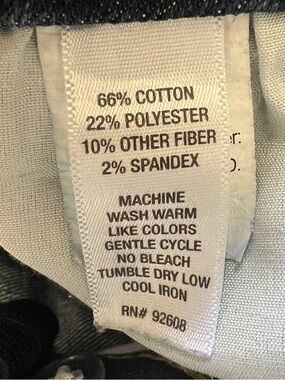 66% COTTON
22% POLYESTER
10% OTHER FIBER
2% SPANDEX
MACHINE
WASH WARM
LIKE COLORS
GENTLE CYCLE
NO BLEACH
TUMBLE DRY LOW
COOL IRON
RN# 92608